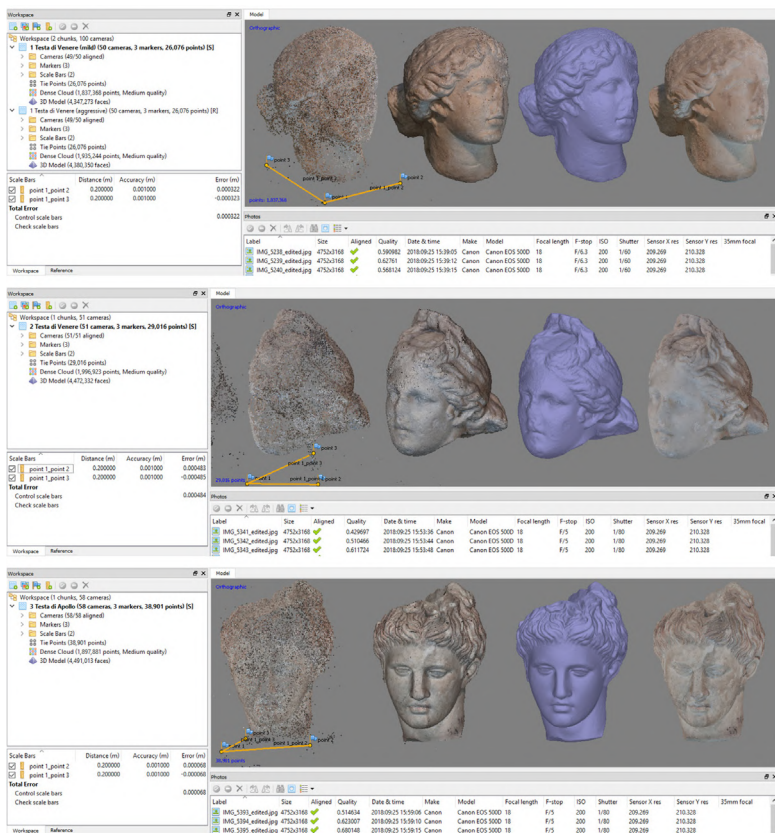 Workspace
Workspace (2 chunks, 100 cameras)
1 Testa di Venere (mild) (50 cameras, 3 markers, 26,076 points) [S]
Cameras (49/50 aligned)
Markers (3)
Scale Bars (2)
Tie Points (26,076 points)
Dense Cloud (1,837,368 points, Medium quality)
3D Model (4,347,273 faces)
1 Testa di Venere (aggressive) (50 cameras, 3 markers, 26,076 points) [R]
Cameras (49/50 aligned)
Markers (3)
Scale Bars (2)
Tie Points (26,076 points)
Dense Cloud (1,935,244 points, Medium quality)
3D Model (4,380,350 faces)
Scale Bars Distance (m) Accuracy (m) Error (m)
point 1_point 2 0.200000 0.001000 0.000322
point 1_point 3 0.200000 0.001000 -0.000323
Total Error
Control scale bars 0.000322
Check scale bars
Workspace Reference
Model
Orthographic
point 3
point 2
Photos
Label Size Aligned Quality Date & time Make Model Focal length F-stop ISO Shutter Sensor X res Sensor Y res 35mm focal
IMG_5238_edited.jpg 4752x3168 0.590982 2018:09:25 15:39:05 Canon Canon EOS 500D 18 F/6.3 200 1/60 209.269 210.328
IMG_5239_edited.jpg 4752x3168 0.62761 2018:09:25 15:39:12 Canon Canon EOS 500D 18 F/6.3 200 1/60 209.269 210.328
IMG_5240_edited.jpg 4752x3168 0.568124 2018:09:25 15:39:15 Canon Canon EOS 500D 18 F/6.3 200 1/60 209.269 210.328
Workspace
Workspace (1 chunks, 51 cameras)
2 Testa di Venere (51 cameras, 3 markers, 29,016 points) [S]
Cameras (51/51 aligned)
Markers (3)
Scale Bars (2)
Tie Points (29,016 points)
Dense Cloud (1,996,923 points, Medium quality)
3D Model (4,472,332 faces)
Scale Bars Distance (m) Accuracy (m) Error (m)
point 1_point 2 0.200000 0.001000 0.000483
point 1_point 3 0.200000 0.001000 -0.000485
Total Error
Control scale bars 0.000484
Check scale bars
Workspace Reference
Model
Orthographic
point 3
point 1_point 3
point 1 point 1_point 2 point 2
29,016 points
Photos
Label Size Aligned Quality Date & time Make Model Focal length F-stop ISO Shutter Sensor X res Sensor Y res 35mm focal
IMG_5341_edited.jpg 4752x3168 0.429697 2018:09:25 15:53:36 Canon Canon EOS 500D 18 F/5 200 1/80 209.269 210.328
IMG_5342_edited.jpg 4752x3168 0.510466 2018:09:25 15:53:44 Canon Canon EOS 500D 18 F/5 200 1/80 209.269 210.328
IMG_5343_edited.jpg 4752x3168 0.611724 2018:09:25 15:53:48 Canon Canon EOS 500D 18 F/5 200 1/80 209.269 210.328
Workspace
Workspace (1 chunks, 58 cameras)
3 Testa di Apollo (58 cameras, 3 markers, 38,901 points) [S]
Cameras (58/58 aligned)
Markers (3)
Scale Bars (2)
Tie Points (38,901 points)
Dense Cloud (1,897,881 points, Medium quality)
3D Model (4,491,013 faces)
Scale Bars Distance (m) Accuracy (m) Error (m)
point 1_point 2 0.200000 0.001000 0.000068
point 1_point 3 0.200000 0.001000 -0.000068
Total Error
Control scale bars 0.000068
Check scale bars
Workspace Reference
Model
Orthographic
point 3
point 1_point 2
38,901 points
Photos
Label Size Aligned Quality Date & time Make Model Focal length F-stop ISO Shutter Sensor X res Sensor Y res 35mm focal
IMG_5393_edited.jpg 4752x3168 0.514634 2018:09:25 15:59:06 Canon Canon EOS 500D 18 F/5 200 1/80 209.269 210.328
IMG_5394_edited.jpg 4752x3168 0.623007 2018:09:25 15:59:10 Canon Canon EOS 500D 18 F/5 200 1/80 209.269 210.328
IMG_5395_edited.jpg 4752x3168 0.680148 2018:09:25 15:59:15 Canon Canon EOS 500D 18 F/5 200 1/80 209.269 210.328